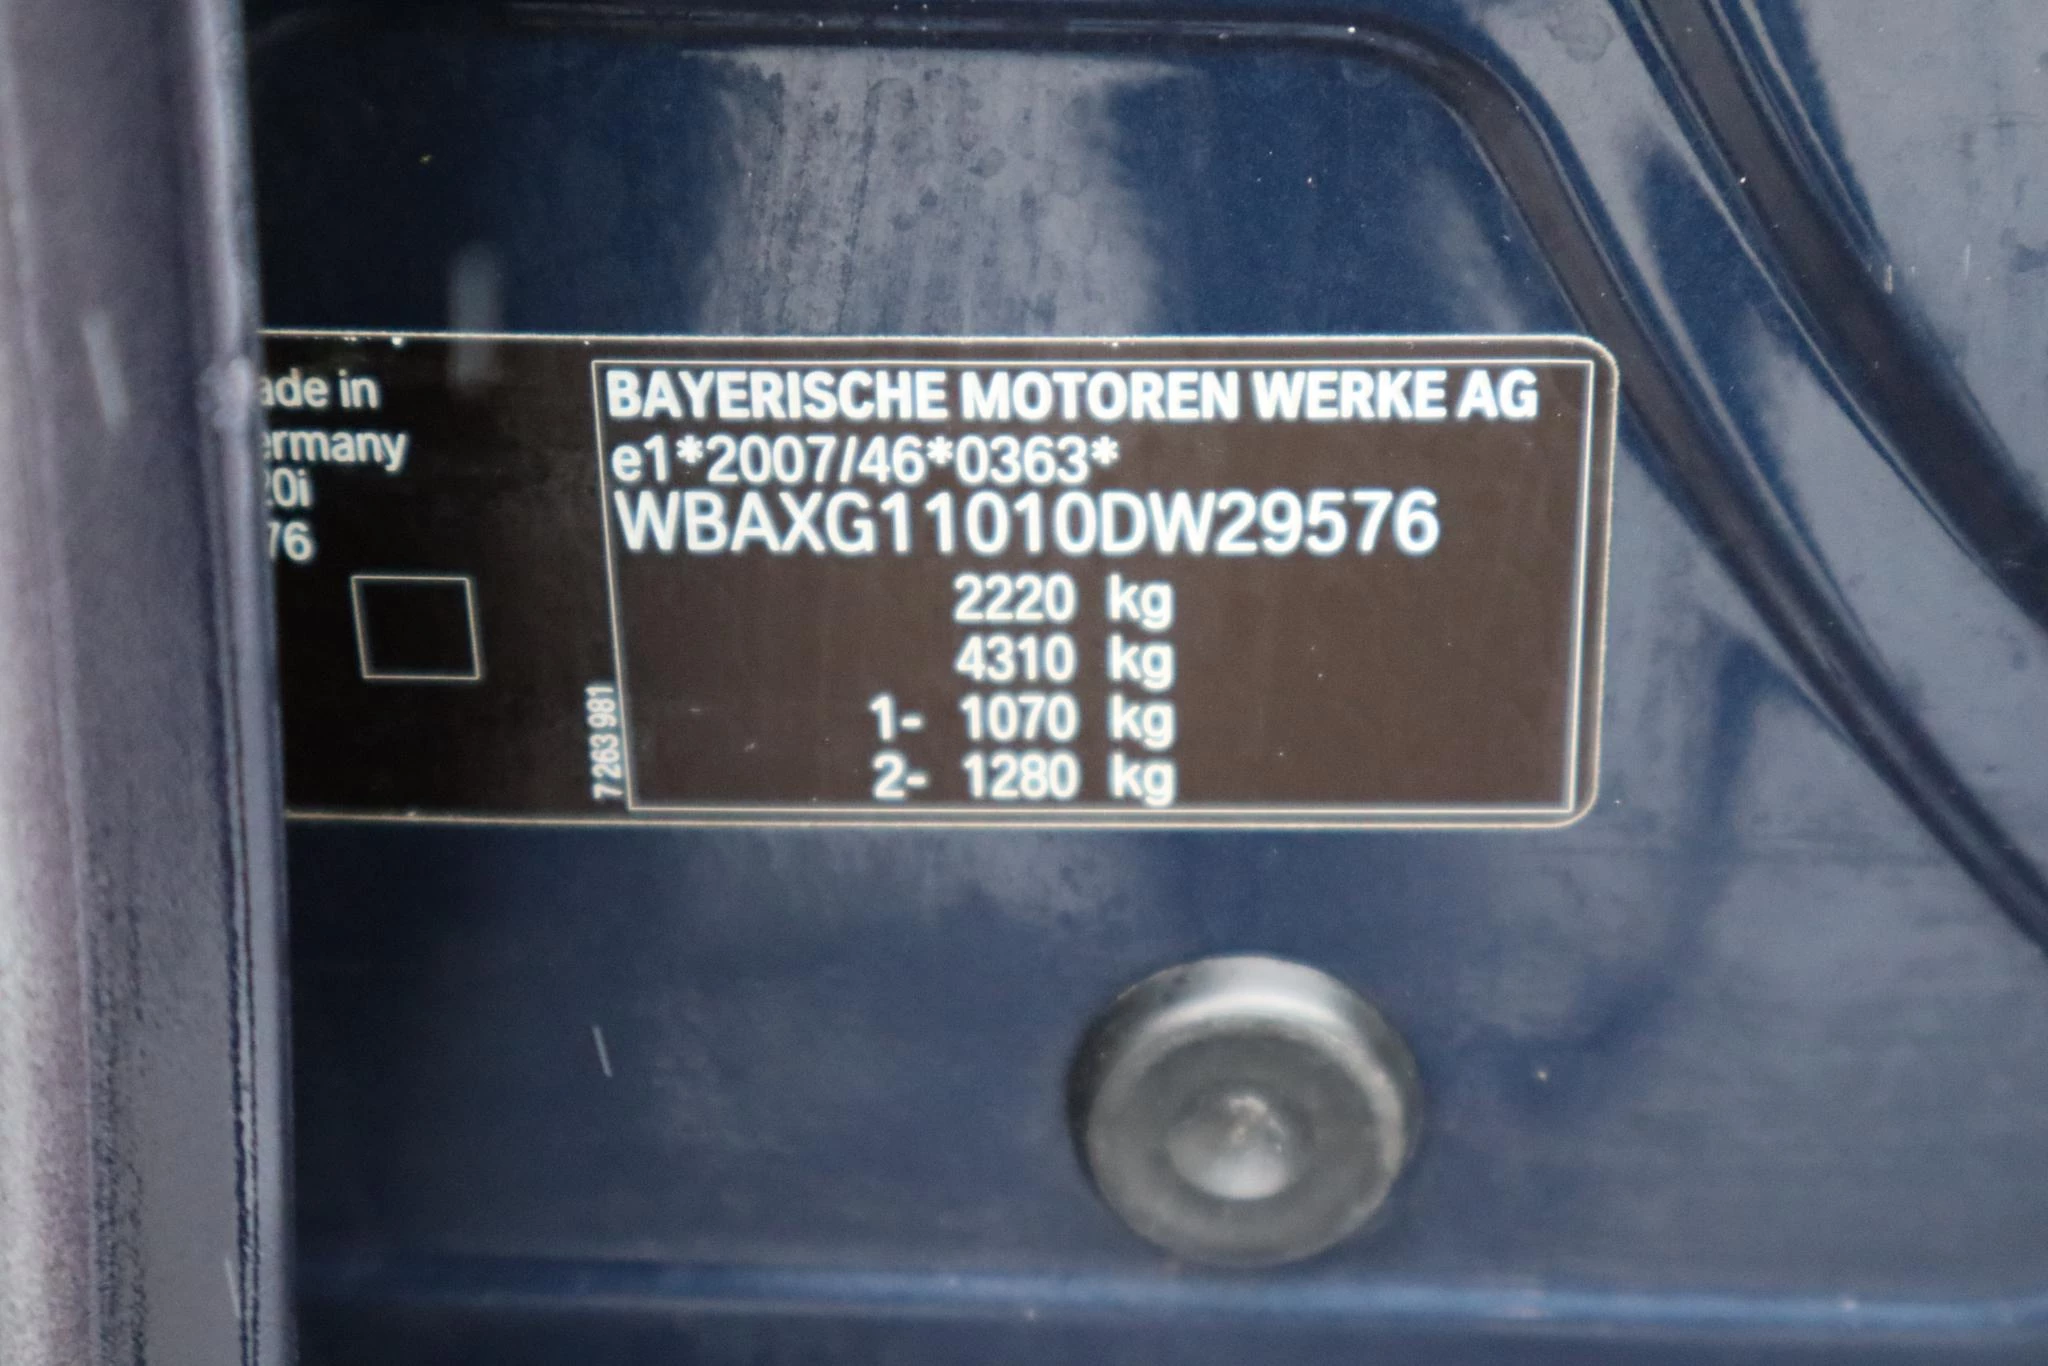 ade in
ermany
20i
76
BAYERISCHE MOTOREN WERKE AG
e1*2007/46*0363*
WBAXG11010DW29576
2220 kg
4310 kg
1- 1070 kg
2- 1280 kg
7 263 981